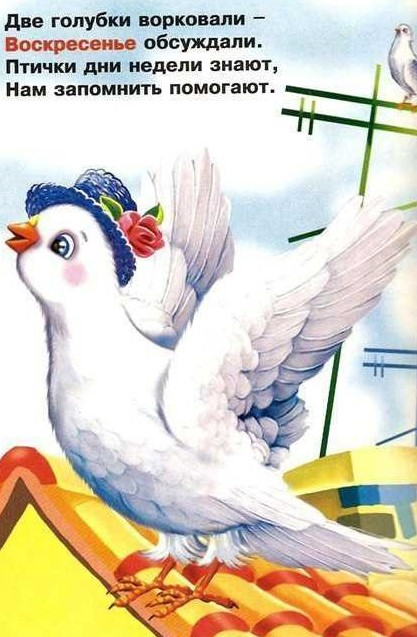 Две голубки ворковали –
Воскресенье обсуждали.
Птички дни недели знают,
Нам запомнить помогают.